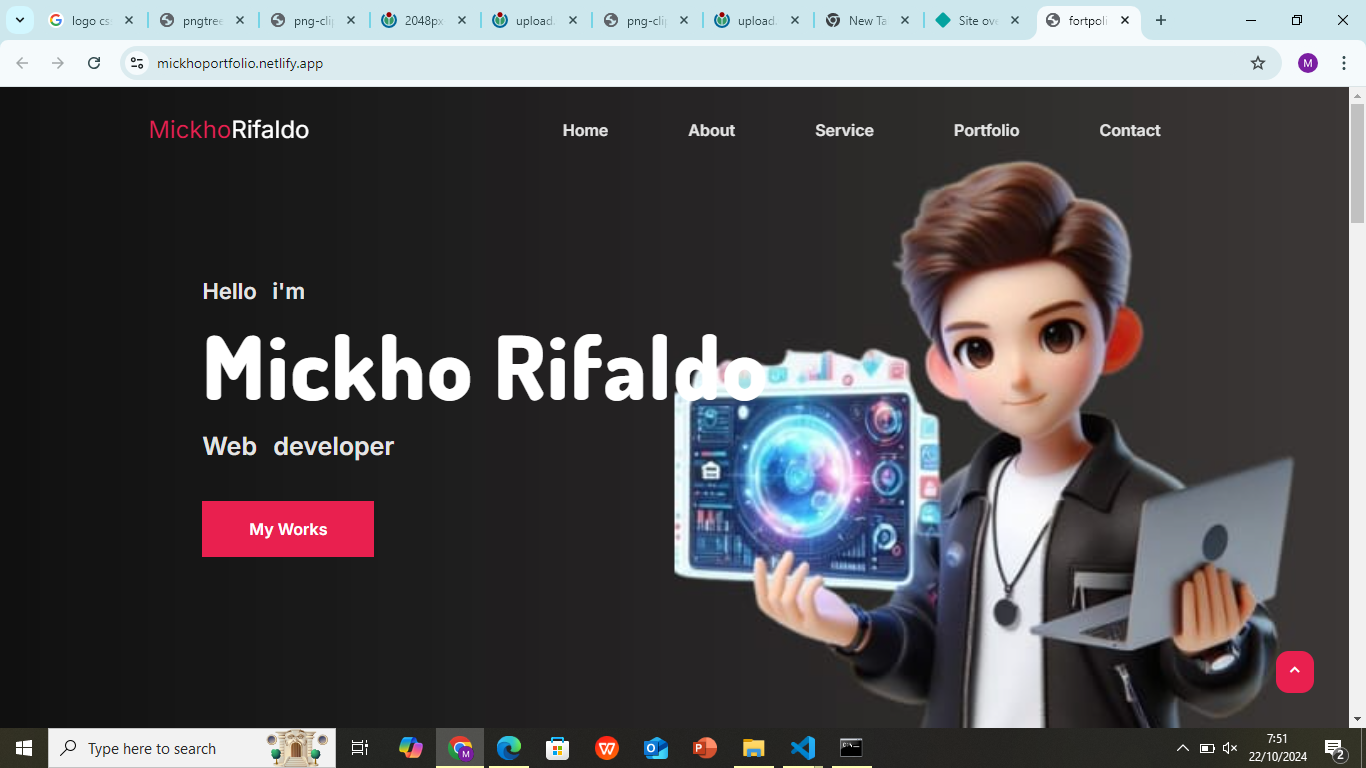 logo cs
pngtree
png-clip
2048px
upload.
png-clip
upload.
New Ta
Site ove
fortpoli
mickhoportfolio.netlify.app
M
MickhoRifaldo
Home
About
Service
Portfolio
Contact
Hello i'm
Mickho Rifaldo
Web developer
My Works
Type here to search
7:51
22/10/2024
2